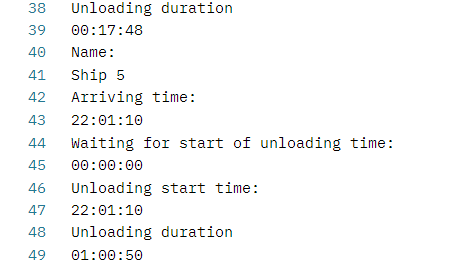 38 Unloading duration
39 00:17:48
40 Name:
41 Ship 5
42 Arriving time:
43 22:01:10
44 Waiting for start of unloading time:
45 00:00:00
46 Unloading start time:
47 22:01:10
48 Unloading duration
49 01:00:50